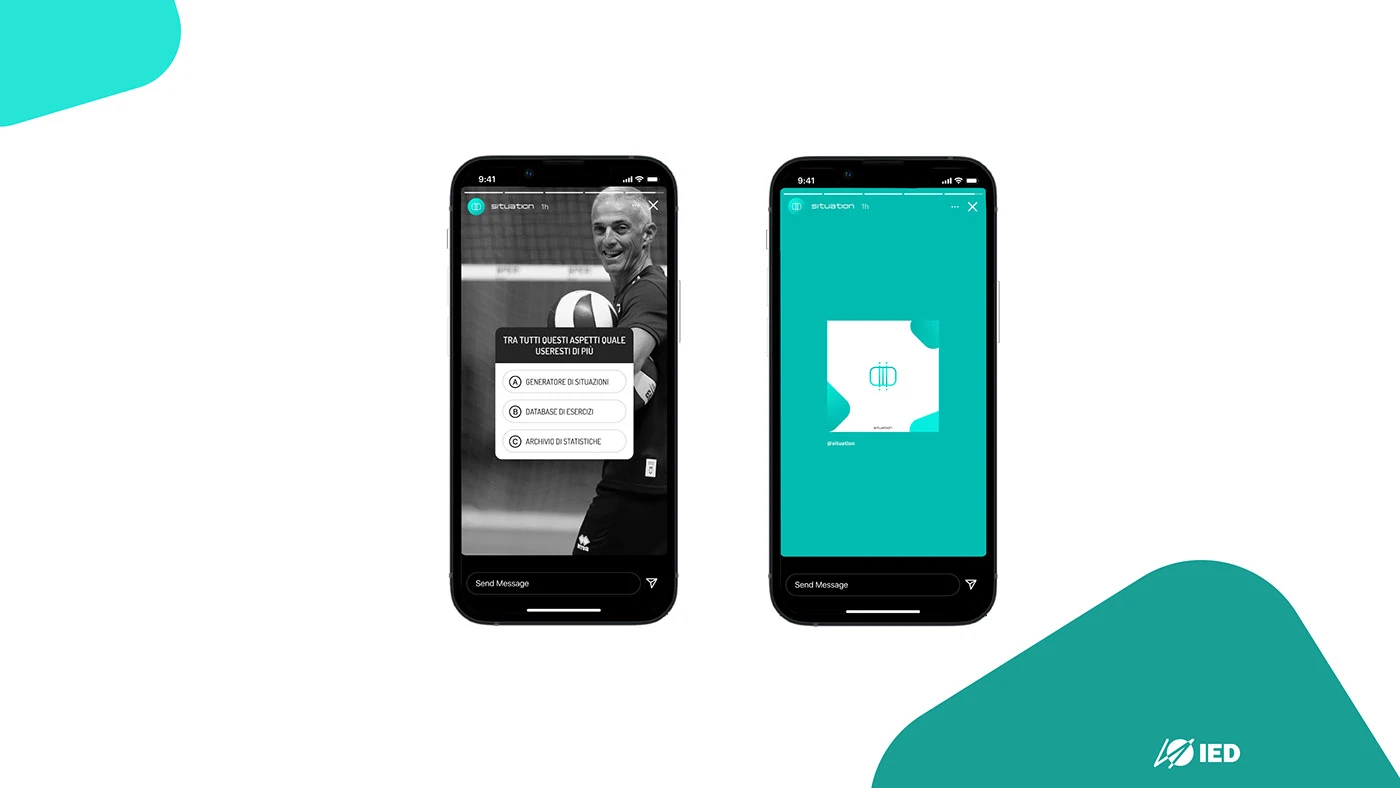 9:41
situation 1h
TRA TUTTI QUESTI ASPETTI QUALE
USERESTI DI PIÙ
A GENERATORE DI SITUAZIONI
B DATABASE DI ESERCIZI
C ARCHIVIO DI STATISTICHE
Send Message
9:41
situation 1h
situation
@situation
Send Message
IED